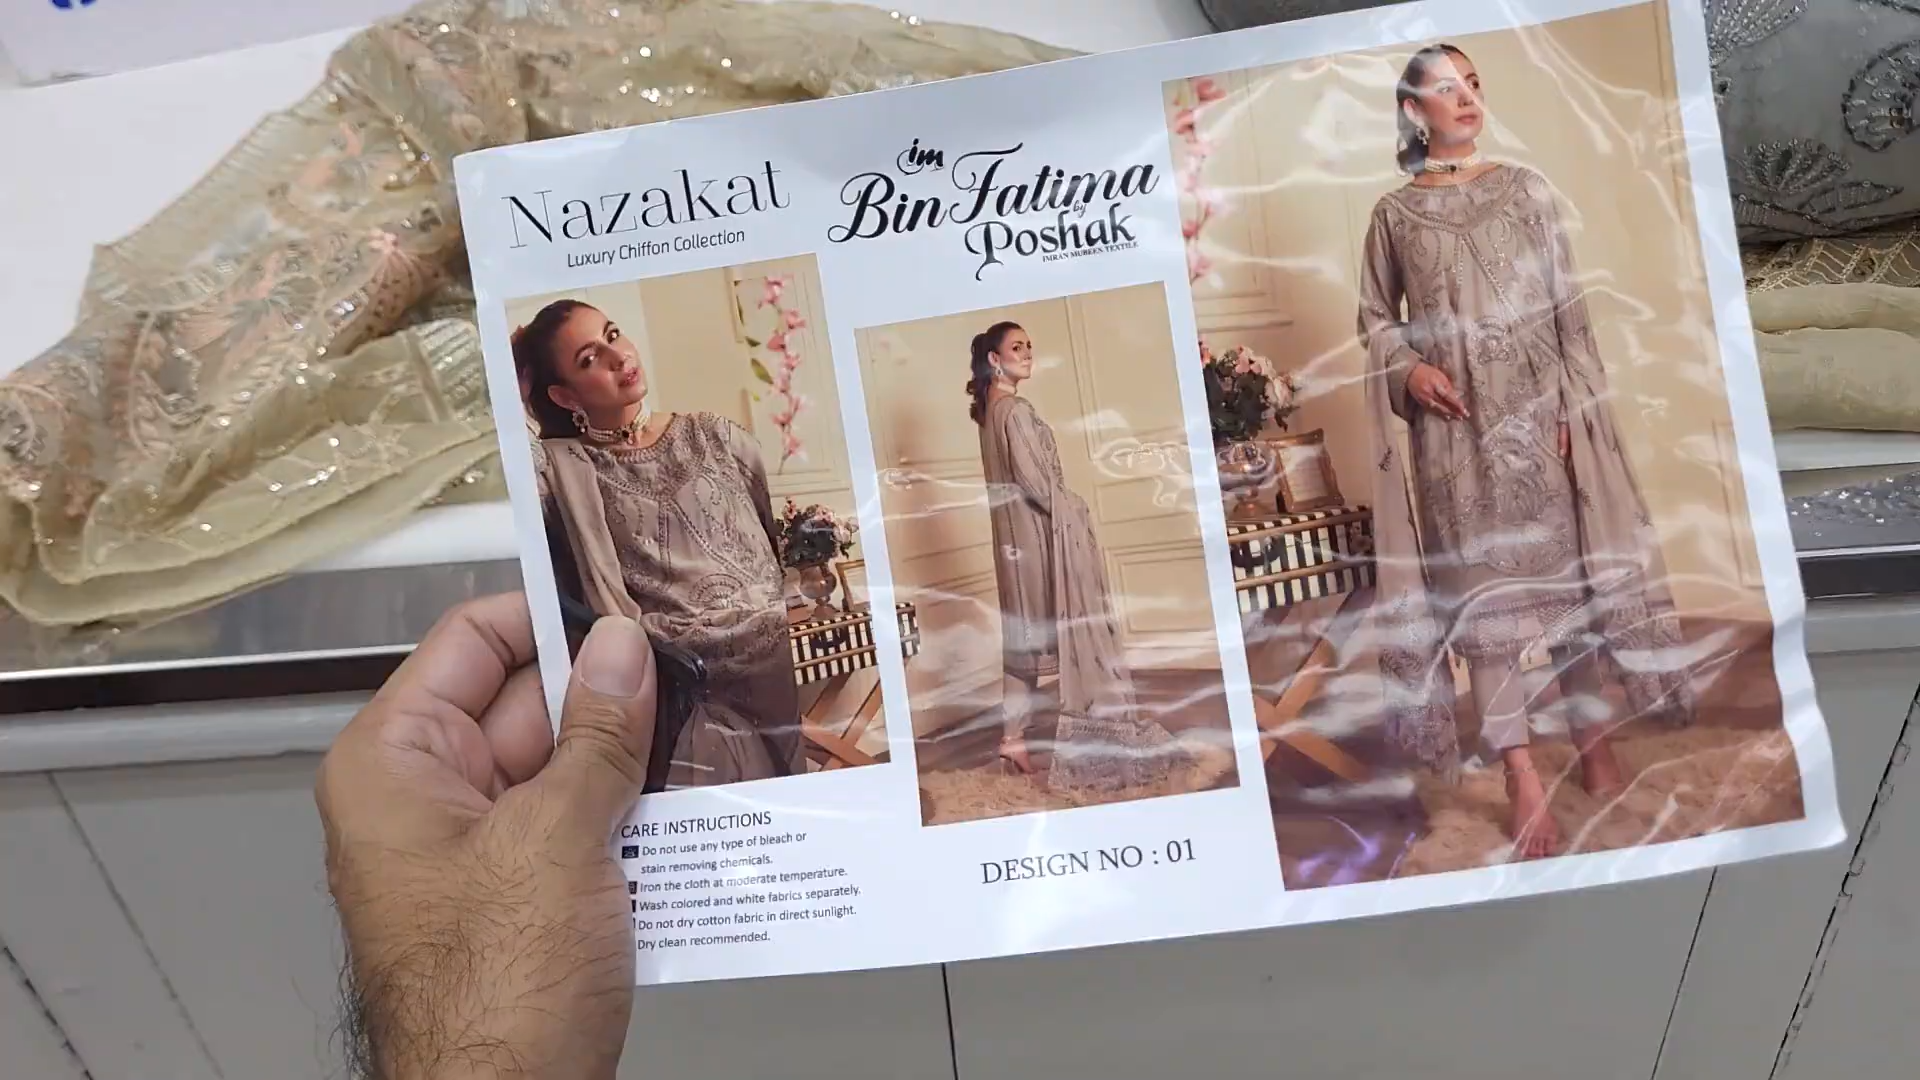 Nazakat
Luxury Chiffon Collection
im
Bin Fatima
by
Poshak
IMRAN MUBEEN TEXTILE
CARE INSTRUCTIONS
Do not use any type of bleach or
stain removing chemicals.
Iron the cloth at moderate temperature.
Wash colored and white fabrics separately.
Do not dry cotton fabric in direct sunlight.
Dry clean recommended.
DESIGN NO : 01